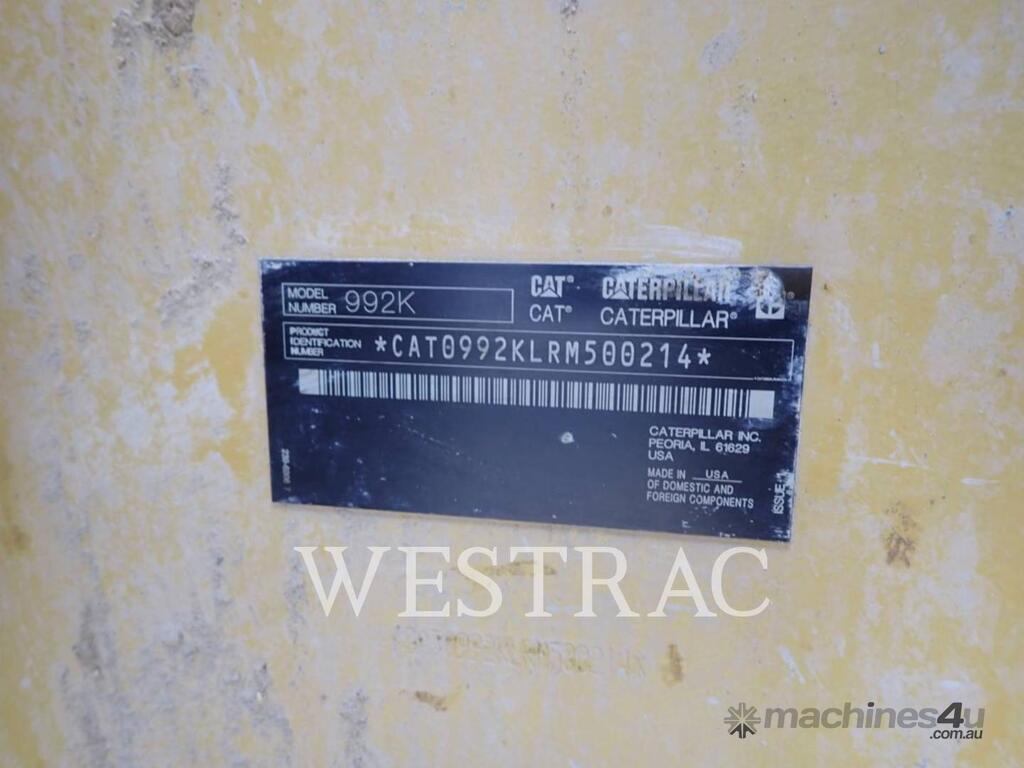 MODEL
NUMBER 992K
CAT® CATERPILLAR ®
CAT® CATERPILLAR®
PRODUCT
IDENTIFICATION
NUMBER
*CAT0992KLRM500214*
CATERPILLAR INC.
PEORIA, IL 61629
USA
MADE IN USA
OF DOMESTIC AND
FOREIGN COMPONENTS
ISSUE: 1
WESTRAC
machines4u
.com.au